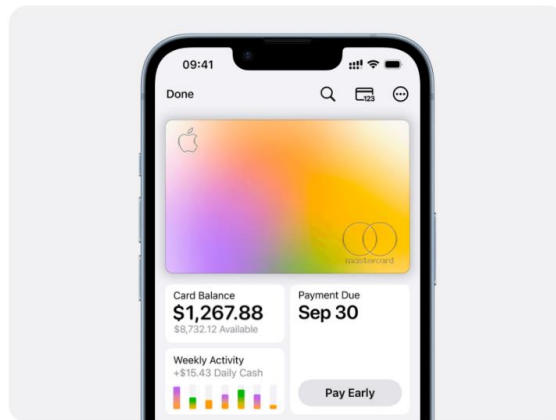 09:41
Done
123
mastercard
Card Balance
$1,267.88
$8,732.12 Available
Payment Due
Sep 30
Weekly Activity
+$15.43 Daily Cash
Pay Early